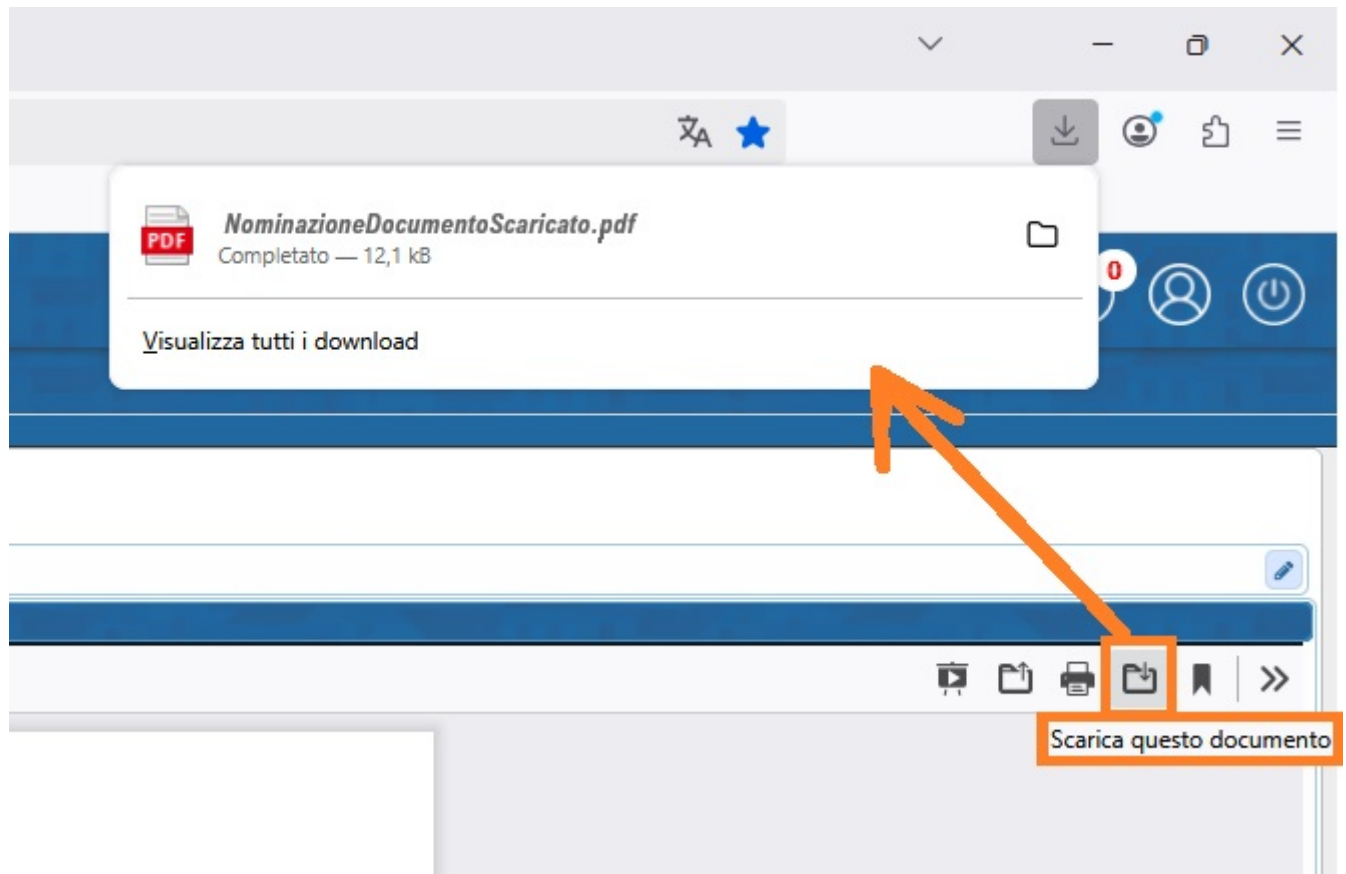 NominazioneDocumentoScaricato.pdf
PDF
Completato — 12,1 kB
0
Visualizza tutti i download
Scarica questo documento